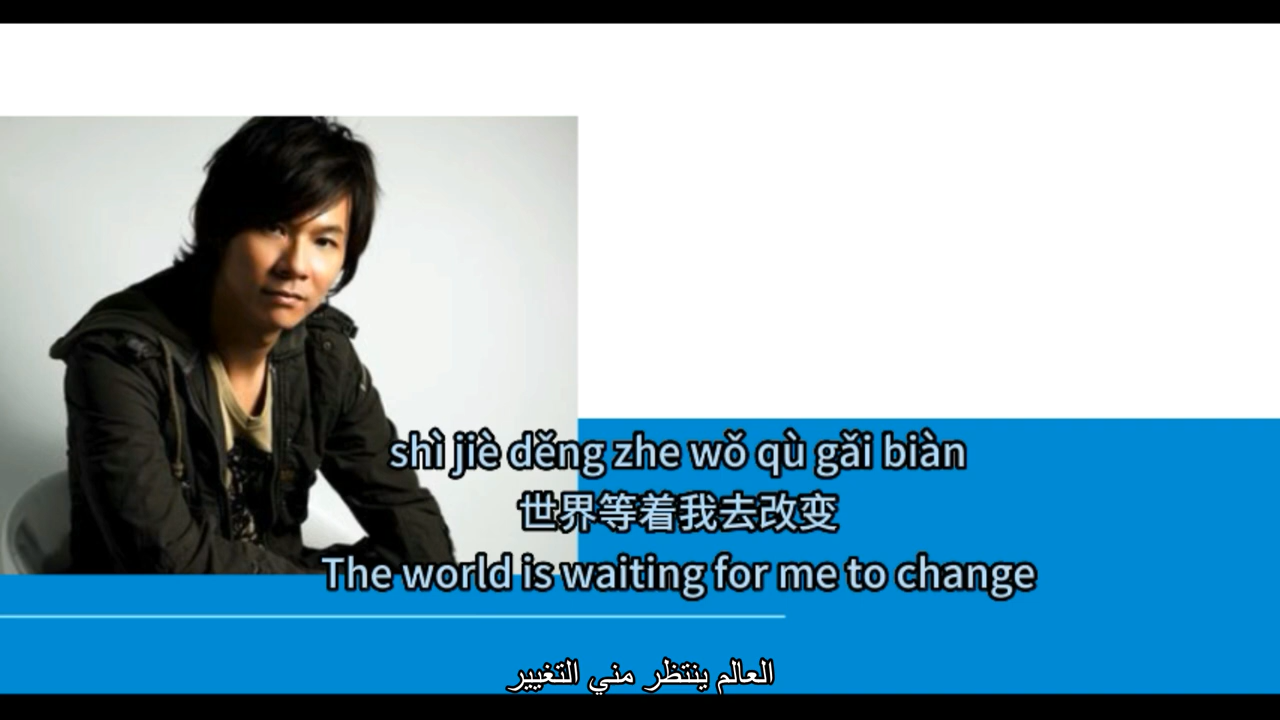 shì jiè děng zhe wǒ qù gǎi biàn
世界等着我去改变
The world is waiting for me to change
العالم ينتظر مني التغيير